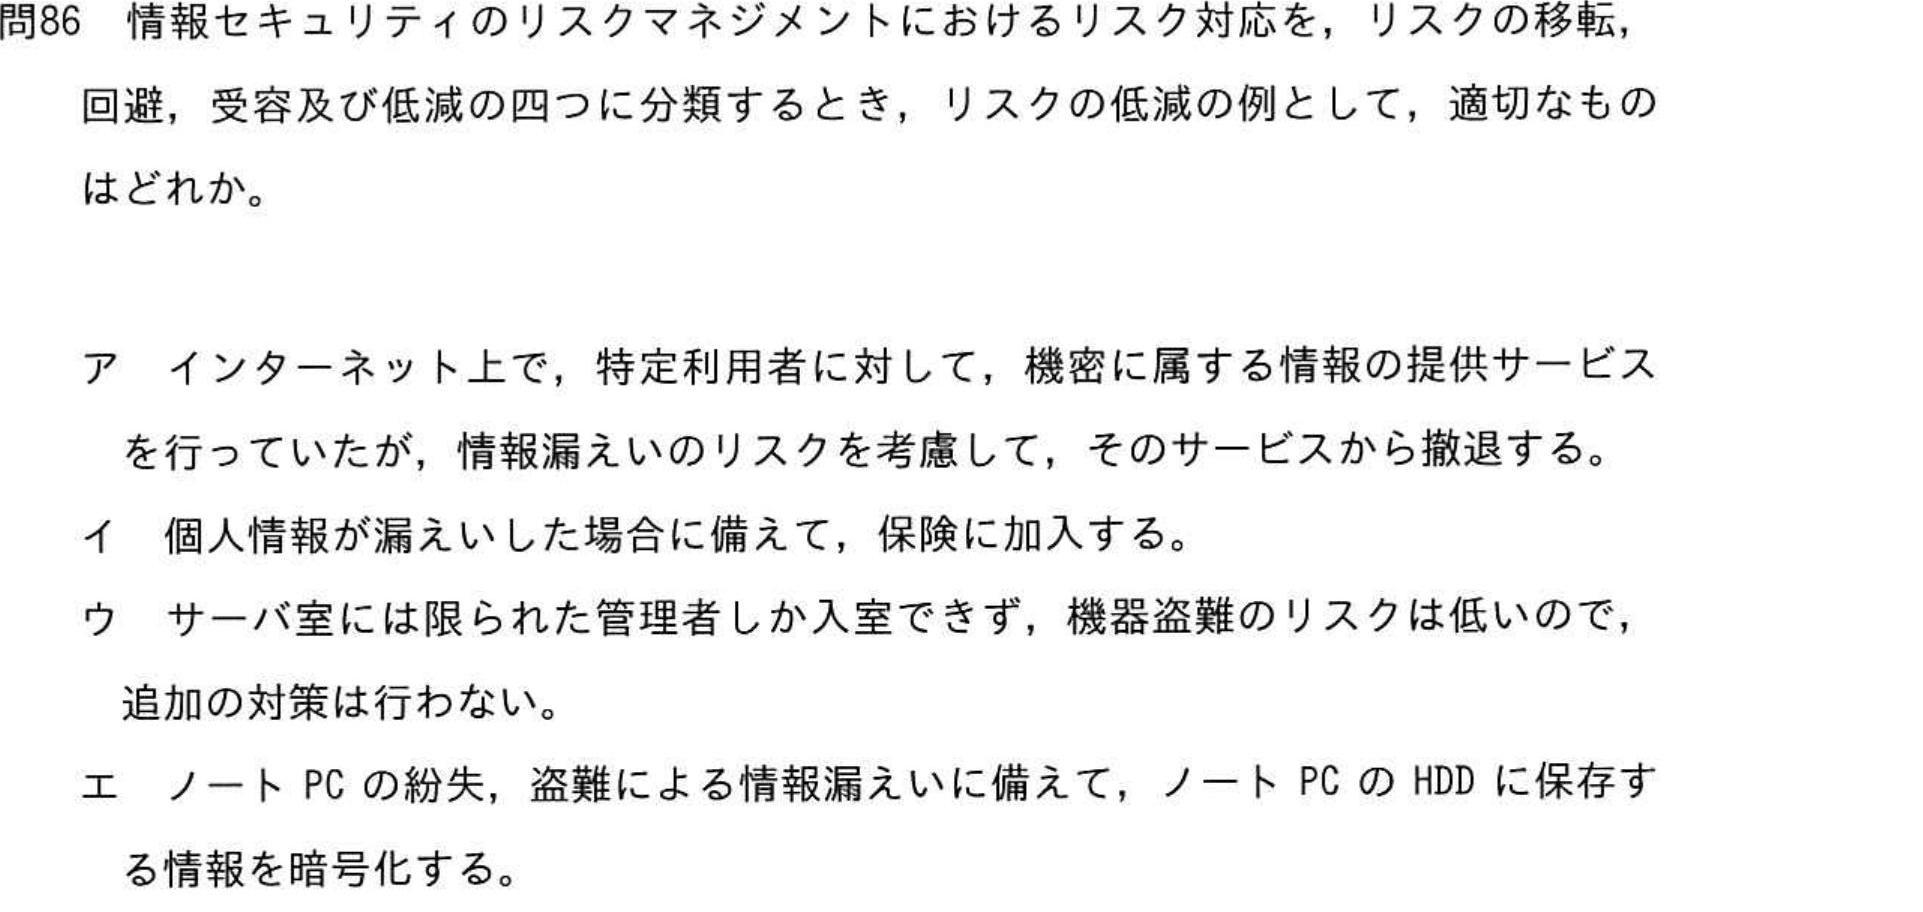 問86 情報セキュリティのリスクマネジメントにおけるリスク対応を，リスクの移転，
回避，受容及び低減の四つに分類するとき，リスクの低減の例として，適切なもの
はどれか。
ア インターネット上で，特定利用者に対して，機密に属する情報の提供サービス
を行っていたが，情報漏えいのリスクを考慮して，そのサービスから撤退する。
イ 個人情報が漏えいした場合に備えて，保険に加入する。
ウ サーバ室には限られた管理者しか入室できず，機器盗難のリスクは低いので，
追加の対策は行わない。
エ ノート PC の紛失，盗難による情報漏えいに備えて，ノート PC の HDD に保存す
る情報を暗号化する。